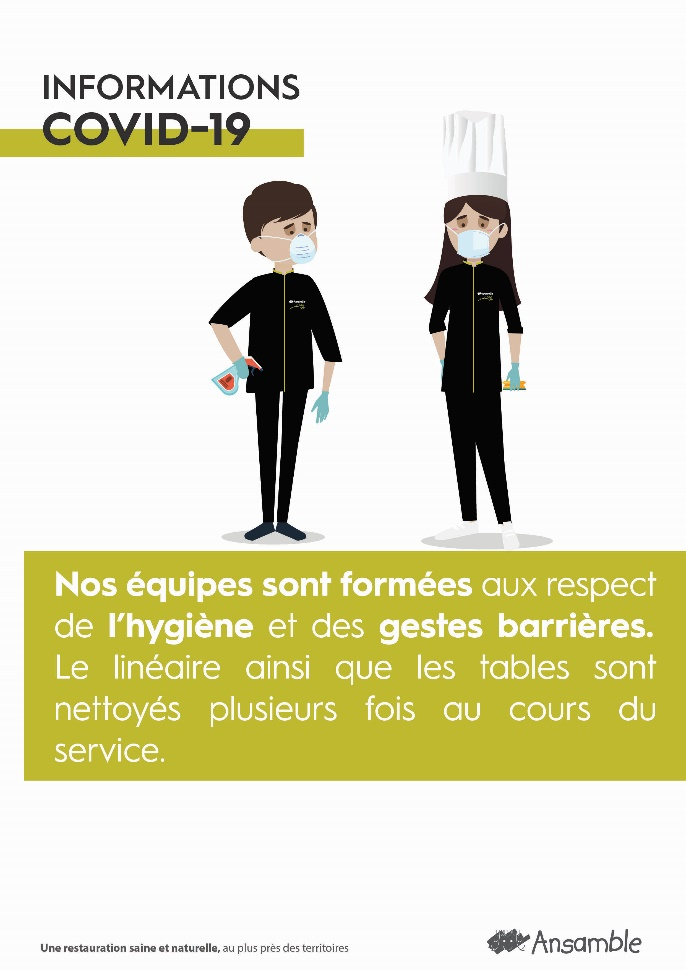 INFORMATIONS
COVID-19
Nos équipes sont formées aux respect
de l'hygiène et des gestes barrières.
Le linéaire ainsi que les tables sont
nettoyés plusieurs fois au cours du
service.
Une restauration saine et naturelle, au plus près des territoires
Ansamble